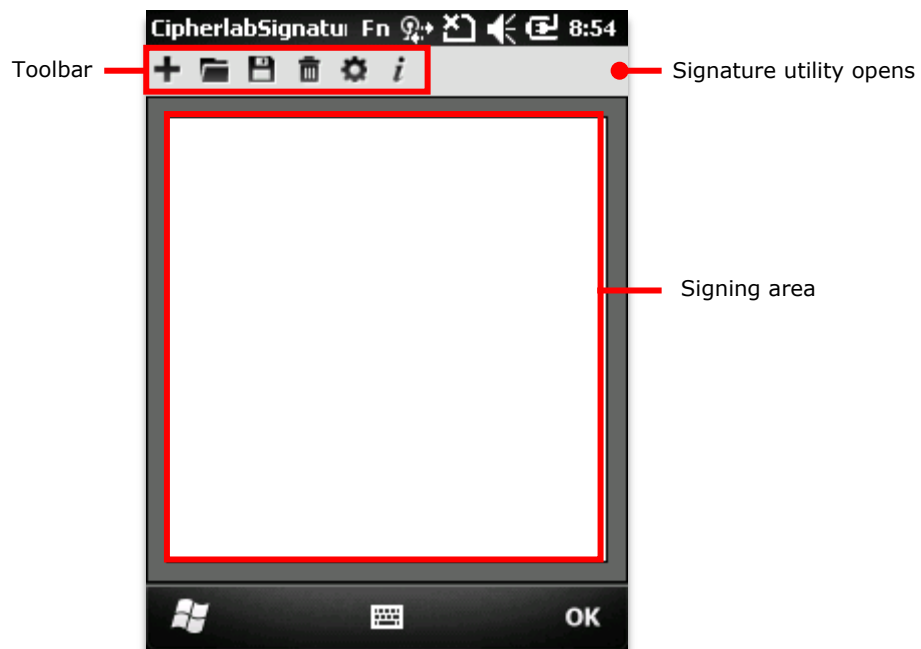 CipherlabSignatu Fn 8:54
Toolbar
i
Signature utility opens
Signing area
OK